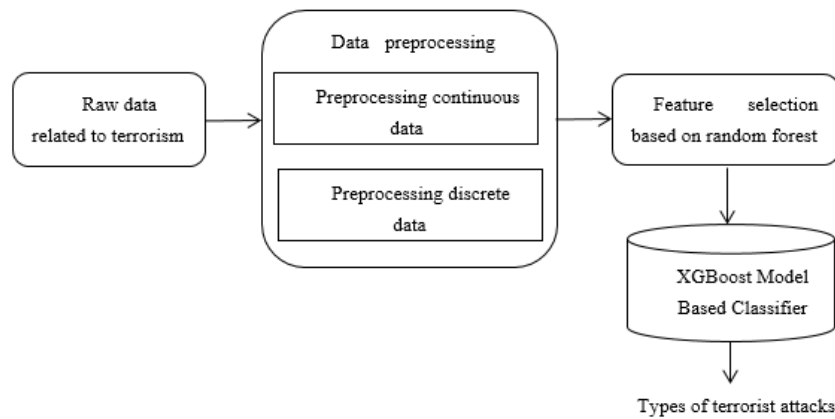 Raw data
related to terrorism
Data preprocessing
Preprocessing continuous
data
Preprocessing discrete
data
Feature selection
based on random forest
XGBoost Model
Based Classifier
Types of terrorist attacks